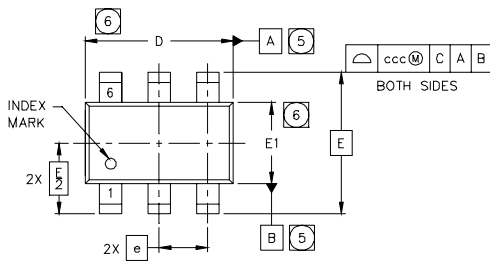 6
D
A 5
ccc Ⓜ C A B
BOTH SIDES
6
INDEX
MARK
E1
6
E
2X E
2
1
B 5
2X e